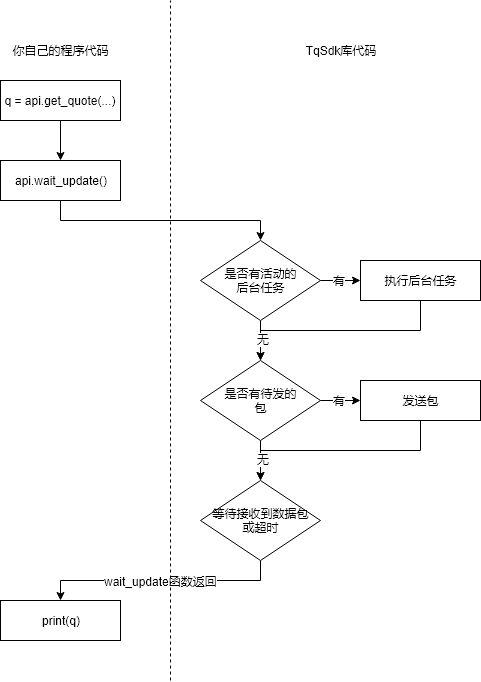 你自己的程序代码
TqSdk库代码
q = api.get_quote(...)
api.wait_update()
是否有活动的
后台任务
有
执行后台任务
无
是否有待发的
包
有
发送包
无
等待接收到数据包
或超时
wait_update函数返回
print(q)